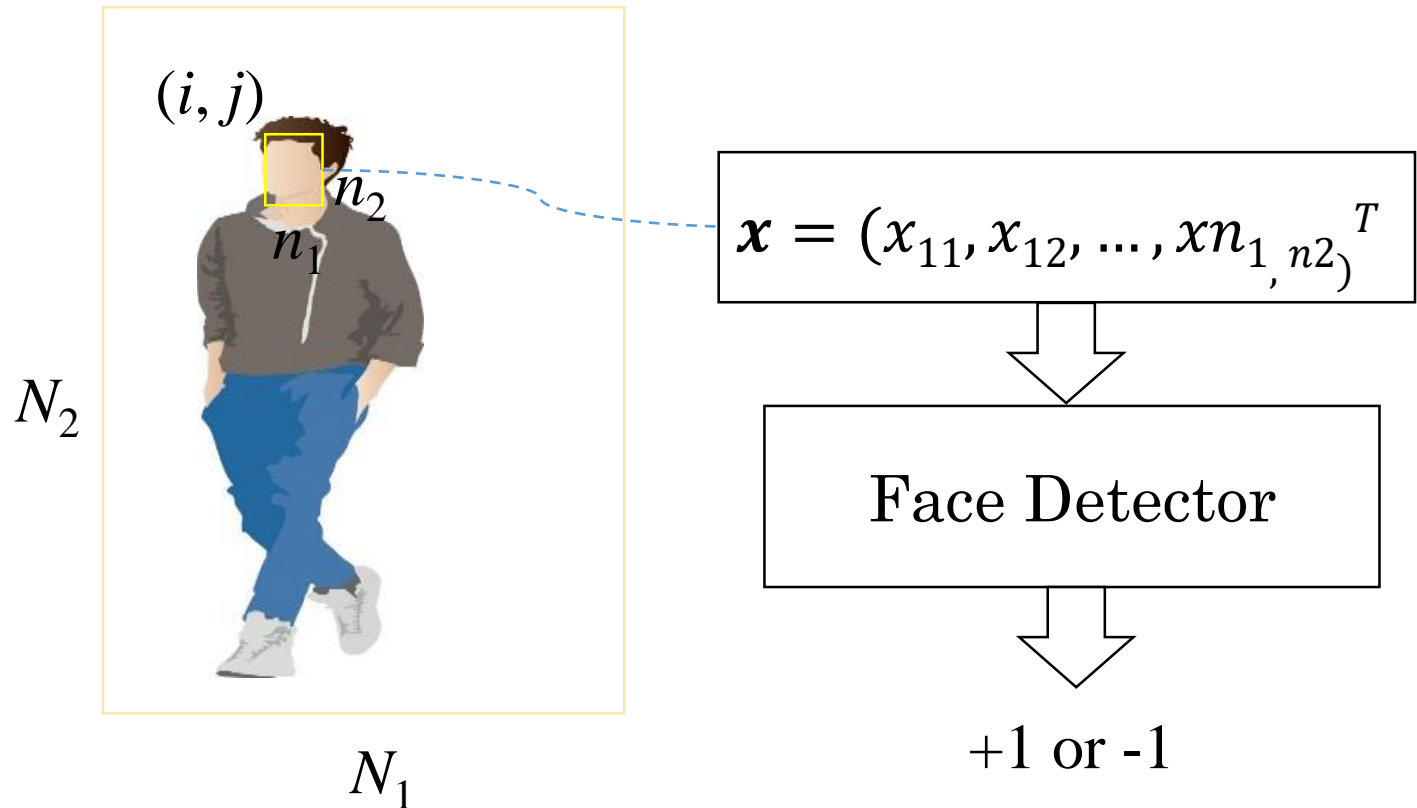 (i, j)
n₂
n₁
N₂
N₁
𝒙 = (x₁₁, x₁₂, … , xn₁, ₙ₂)ᵀ
Face Detector
+1 or -1